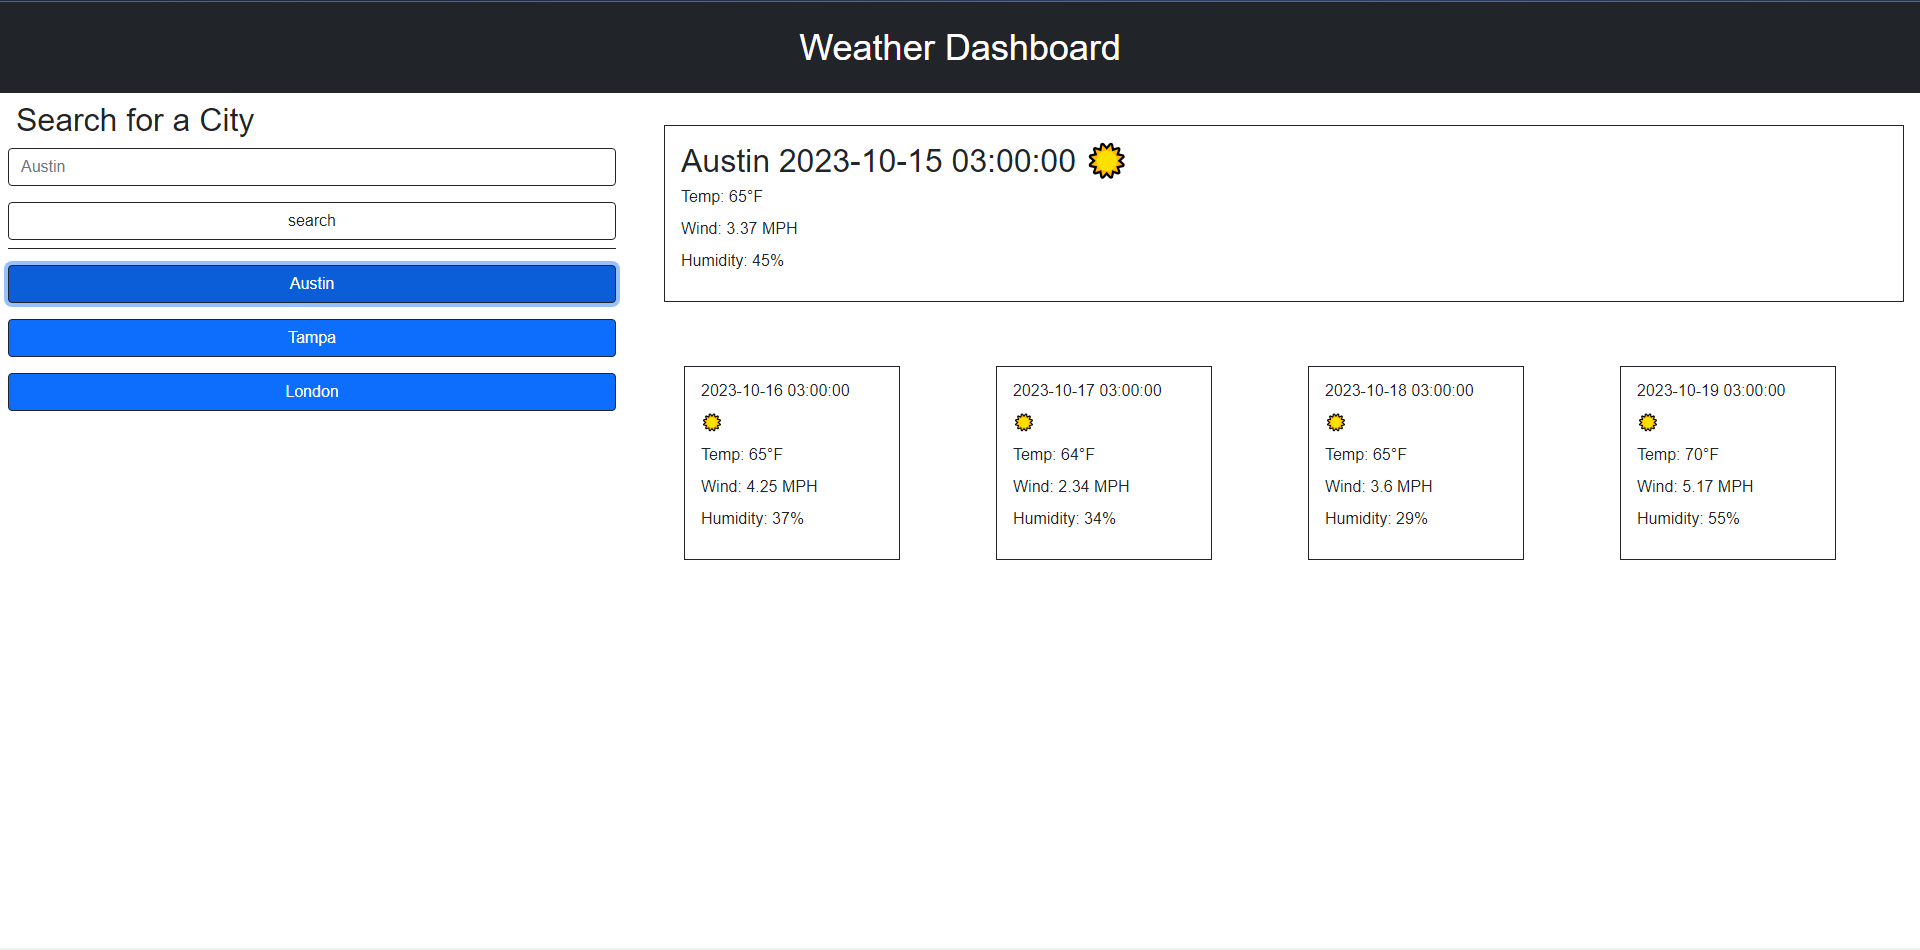 Weather Dashboard
Search for a City
Austin
search
Austin
Tampa
London
Austin 2023-10-15 03:00:00
Temp: 65°F
Wind: 3.37 MPH
Humidity: 45%
2023-10-16 03:00:00
Temp: 65°F
Wind: 4.25 MPH
Humidity: 37%
2023-10-17 03:00:00
Temp: 64°F
Wind: 2.34 MPH
Humidity: 34%
2023-10-18 03:00:00
Temp: 65°F
Wind: 3.6 MPH
Humidity: 29%
2023-10-19 03:00:00
Temp: 70°F
Wind: 5.17 MPH
Humidity: 55%